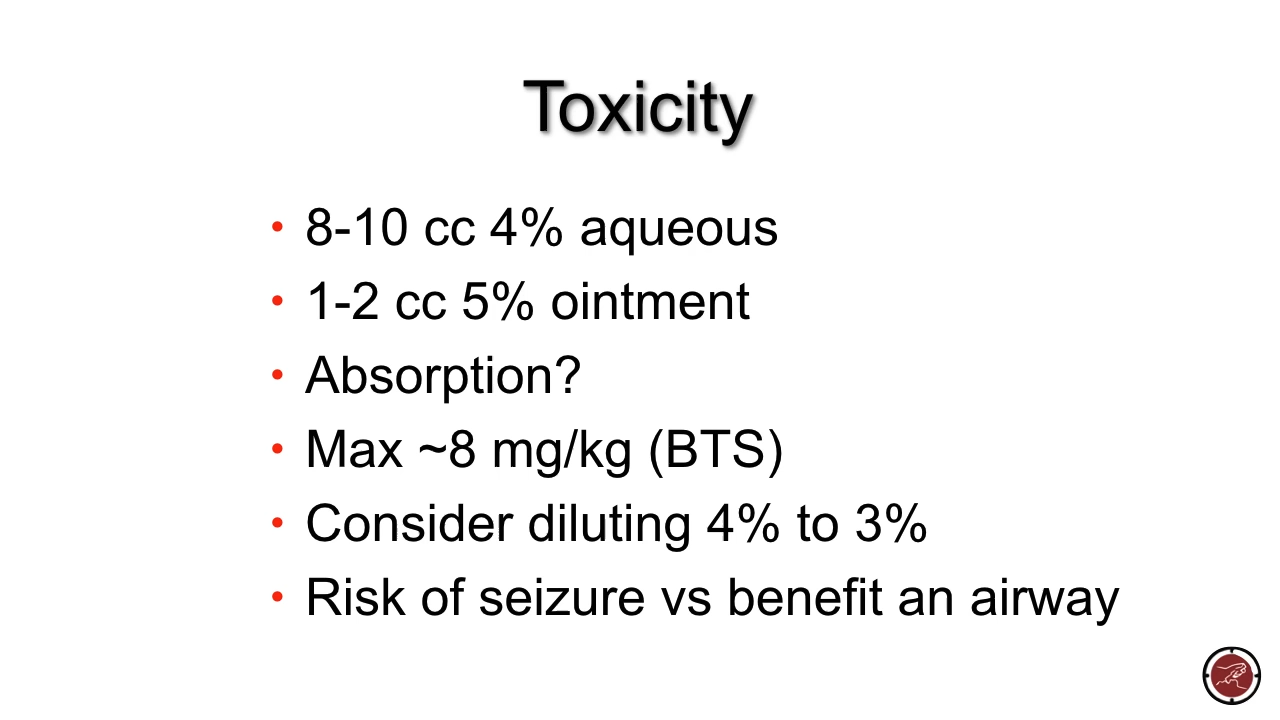 Toxicity
• 8-10 cc 4% aqueous
• 1-2 cc 5% ointment
• Absorption?
• Max ~8 mg/kg (BTS)
• Consider diluting 4% to 3%
• Risk of seizure vs benefit an airway